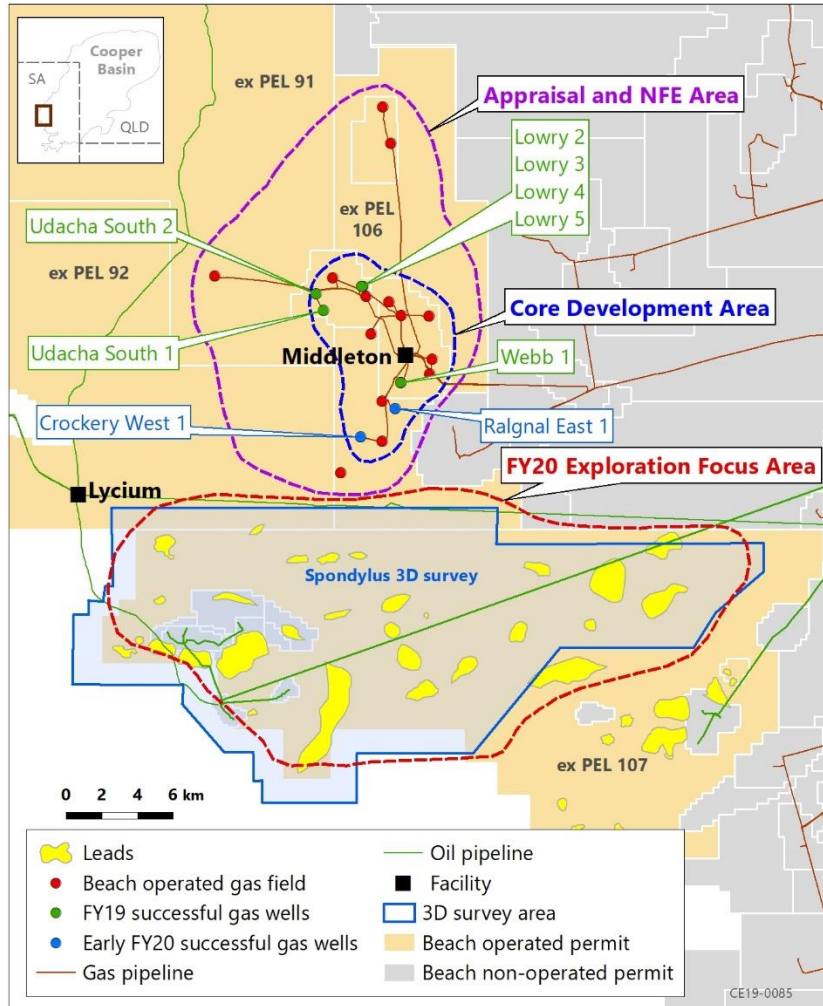 Cooper
Basin
SA
QLD
ex PEL 91
Appraisal and NFE Area
Lowry 2
Lowry 3
Lowry 4
Lowry 5
ex PEL
106
Udacha South 2
ex PEL 92
Core Development Area
Udacha South 1
Middleton
Webb 1
Crockery West 1
Ralgnal East 1
FY20 Exploration Focus Area
Lycium
Spondylus 3D survey
ex PEL 107
0 2 4 6 km
Leads
Beach operated gas field
FY19 successful gas wells
Early FY20 successful gas wells
Gas pipeline
Oil pipeline
Facility
3D survey area
Beach operated permit
Beach non-operated permit
CE19-0085